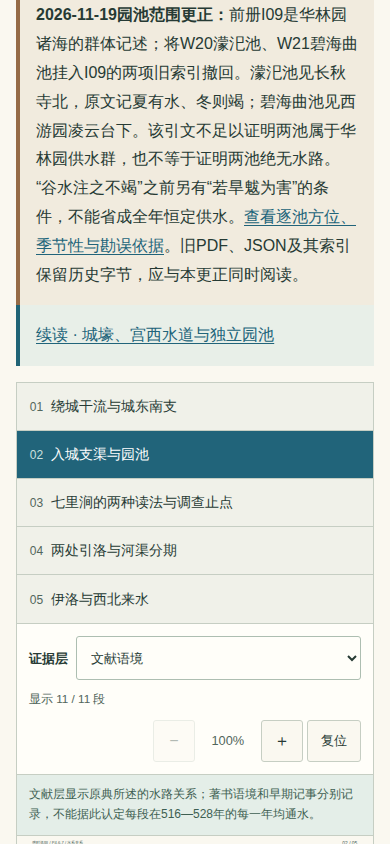 2026-11-19园池范围更正：前册I09是华林园
诸海的群体记述；将W20濛汜池、W21碧海曲
池挂入I09的两项旧索引撤回。濛汜池见长秋
寺北，原文记夏有水、冬则竭；碧海曲池见西
游园凌云台下。该引文不足以证明两池属于华
林园供水群，也不等于证明两池绝无水路。
“谷水注之不竭”之前另有“若旱魃为害”的条
件，不能省成全年恒定供水。查看逐池方位、
季节性与勘误依据。旧PDF、JSON及其索引
保留历史字节，应与本更正同时阅读。
续读 · 城壕、宫西水道与独立园池
01 绕城干流与城东南支
02 入城支渠与园池
03 七里涧的两种读法与调查止点
04 两处引洛与河渠分期
05 伊洛与西北来水
证据层 文献语境
显示 11 / 11 段
− 100% + 复位
文献层显示原典所述的水路关系；著书语境和早期记事分别记
录，不能据此认定每段在516—528年的每一年均通水。